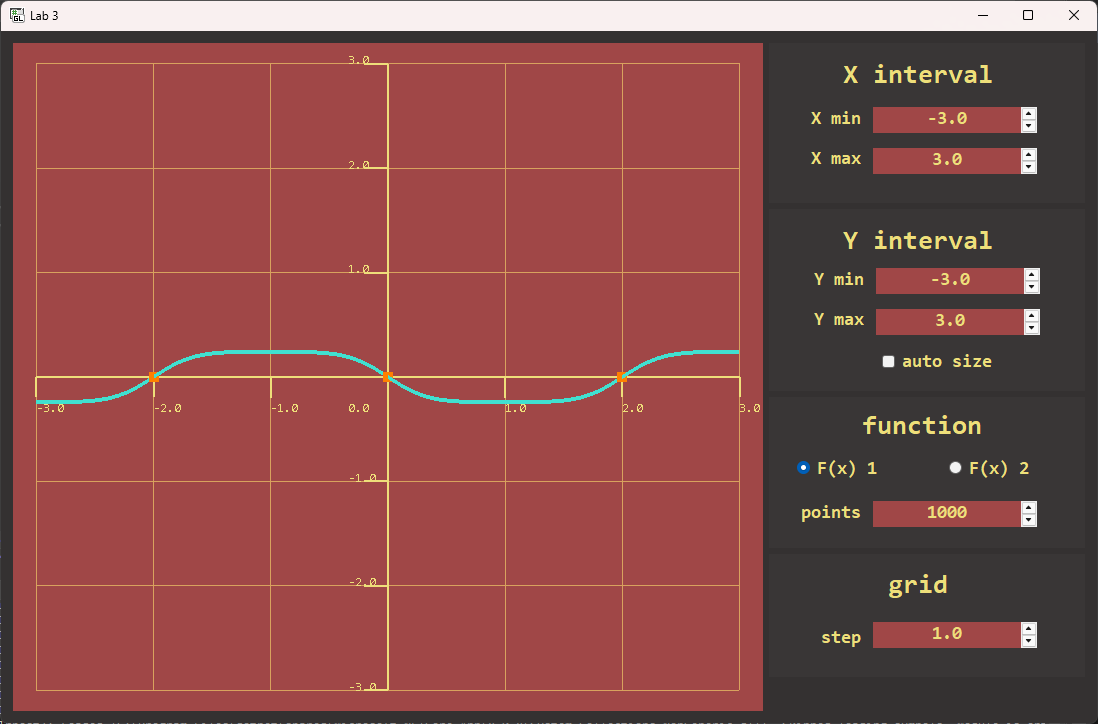 GL Lab 3
3.0
2.0
1.0
-3.0 -2.0 -1.0 0.0 1.0 2.0 3.0
-1.0
-2.0
-3.0
X interval
X min -3.0
X max 3.0
Y interval
Y min -3.0
Y max 3.0
auto size
function
F(x) 1 F(x) 2
points 1000
grid
step 1.0